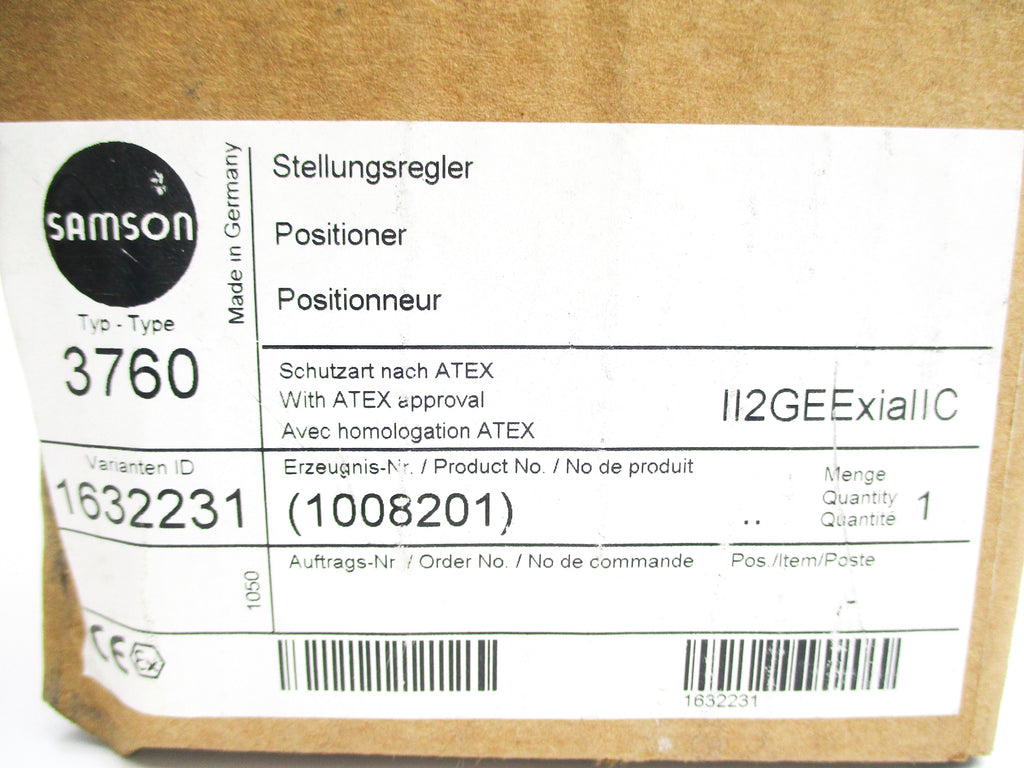 SAMSON
Made in Germany
Typ - Type
3760
Stellungsregler
Positioner
Positionneur
Schutzart nach ATEX
With ATEX approval
Avec homologation ATEX
II2GEExiaIIC
Varianten ID
1632231
Erzeugnis-Nr. / Product No. / No de produit
(1008201)
..
Menge
Quantity
Quantité
1
1050
Auftrags-Nr / Order No. / No de commande
Pos./Item/Poste
-
CE Ex
1632231